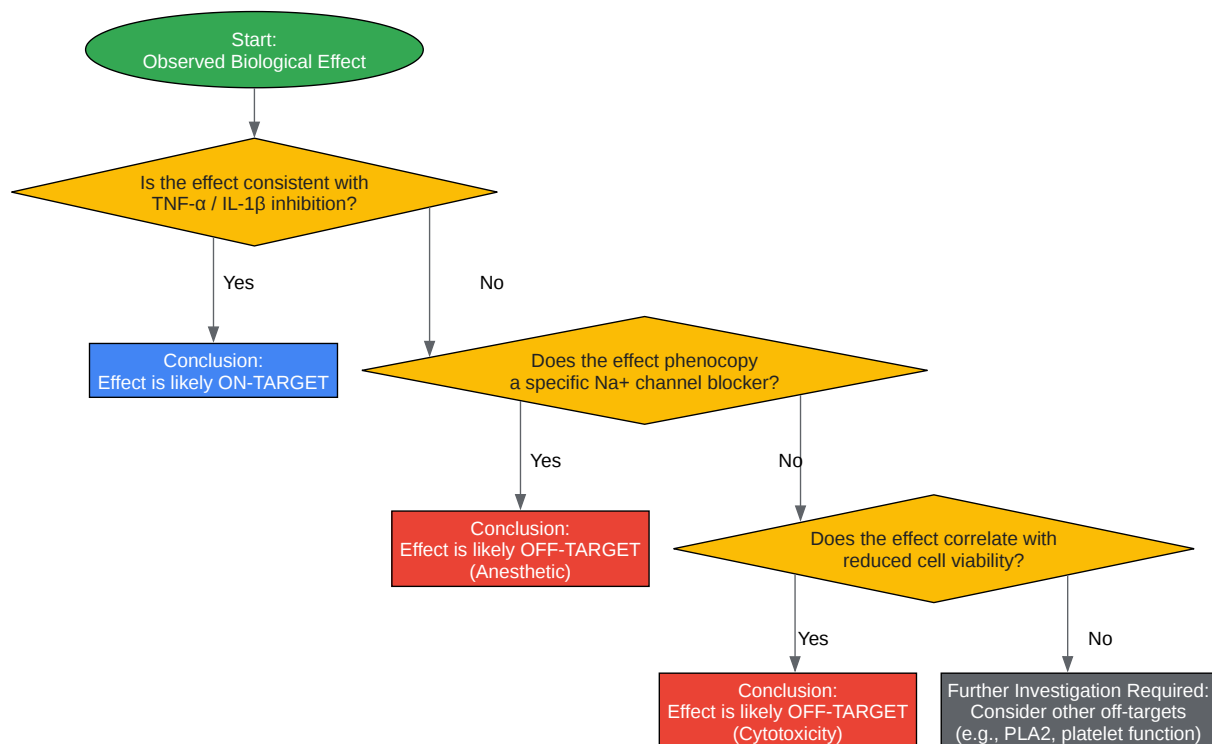 Start:
Observed Biological Effect
Is the effect consistent with
TNF-α / IL-1β inhibition?
Yes
No
Conclusion:
Effect is likely ON-TARGET
Does the effect phenocopy
a specific Na+ channel blocker?
Yes
No
Conclusion:
Effect is likely OFF-TARGET
(Anesthetic)
Does the effect correlate with
reduced cell viability?
Yes
No
Conclusion:
Effect is likely OFF-TARGET
(Cytotoxicity)
Further Investigation Required:
Consider other off-targets
(e.g., PLA2, platelet function)